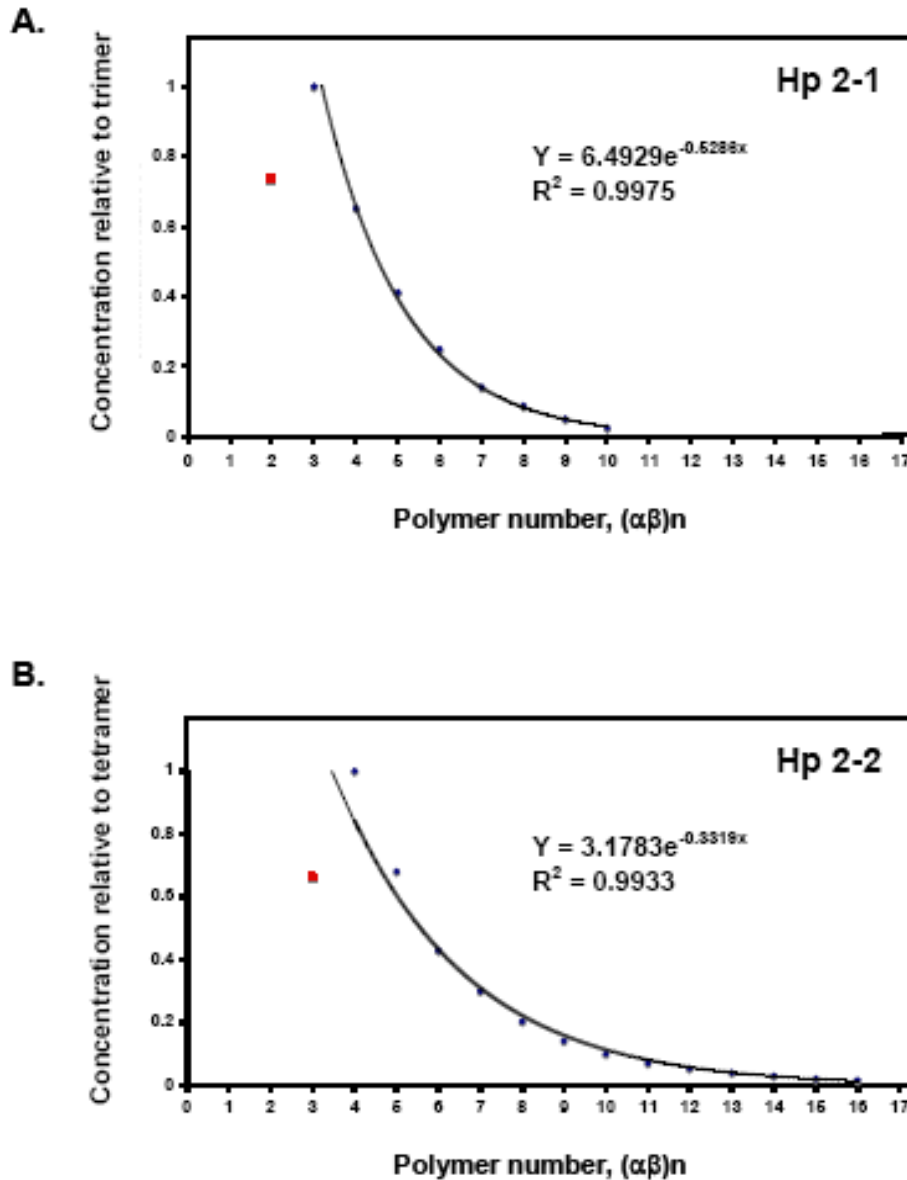 A.
Hp 2-1
Y = 6.4929e^-0.5286x
R² = 0.9975
Concentration relative to trimer
1
0.8
0.6
0.4
0.2
0
0 1 2 3 4 5 6 7 8 9 10 11 12 13 14 15 16 17
Polymer number, (αβ)n
B.
Hp 2-2
Y = 3.1783e^-0.3319x
R² = 0.9933
Concentration relative to tetramer
1
0.8
0.6
0.4
0.2
0
0 1 2 3 4 5 6 7 8 9 10 11 12 13 14 15 16 17
Polymer number, (αβ)n